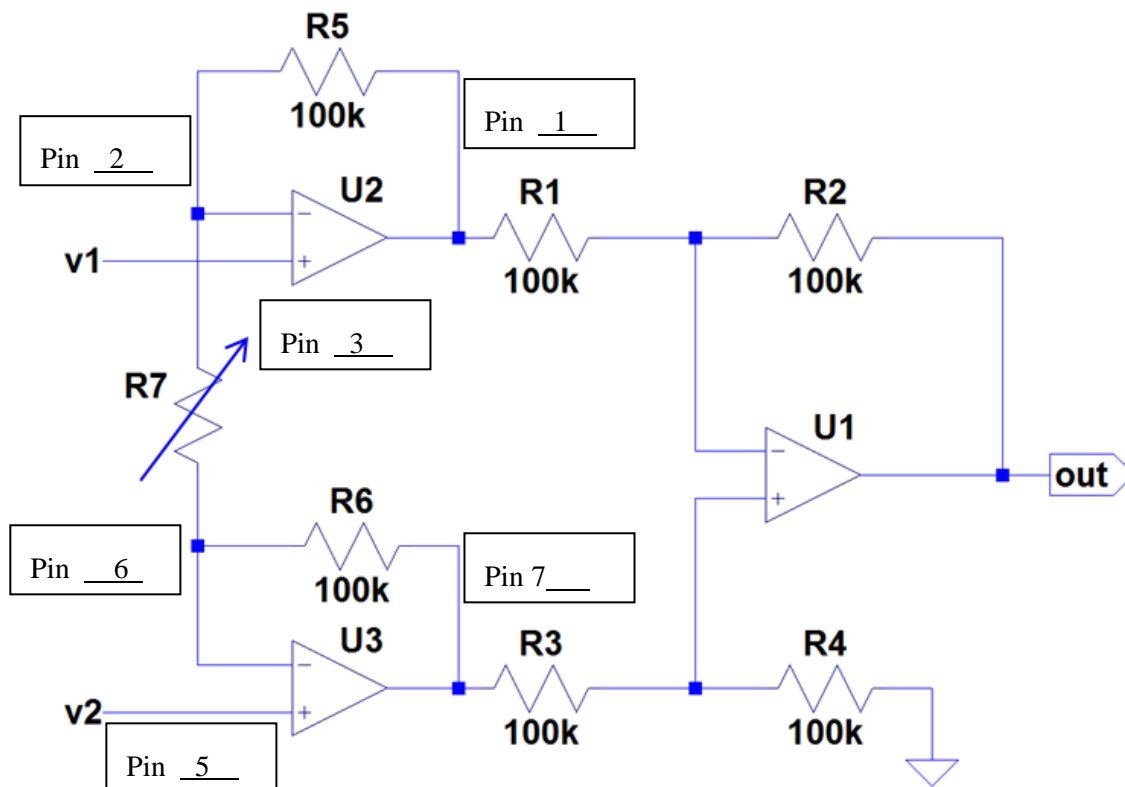 R5
100k
Pin 2
Pin 1
U2
R1
R2
v1
100k
100k
Pin 3
R7
U1
out
R6
Pin 6
100k
Pin 7
U3
R3
R4
v2
100k
100k
Pin 5